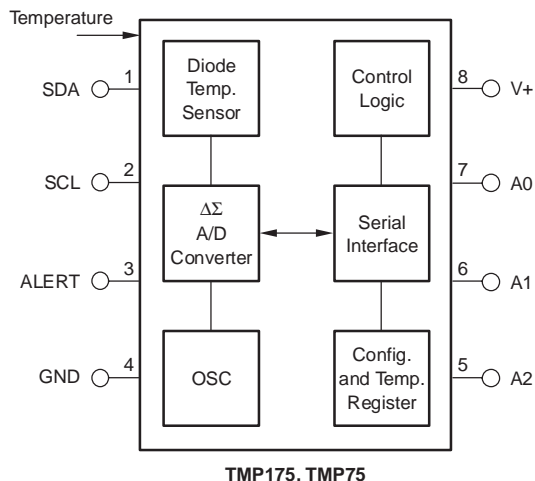 Temperature
SDA
1
Diode
Temp.
Sensor
Control
Logic
8
V+
SCL
2
ΔΣ
A/D
Converter
Serial
Interface
7
A0
ALERT
3
6
A1
GND
4
OSC
Config.
and Temp.
Register
5
A2
TMP175, TMP75